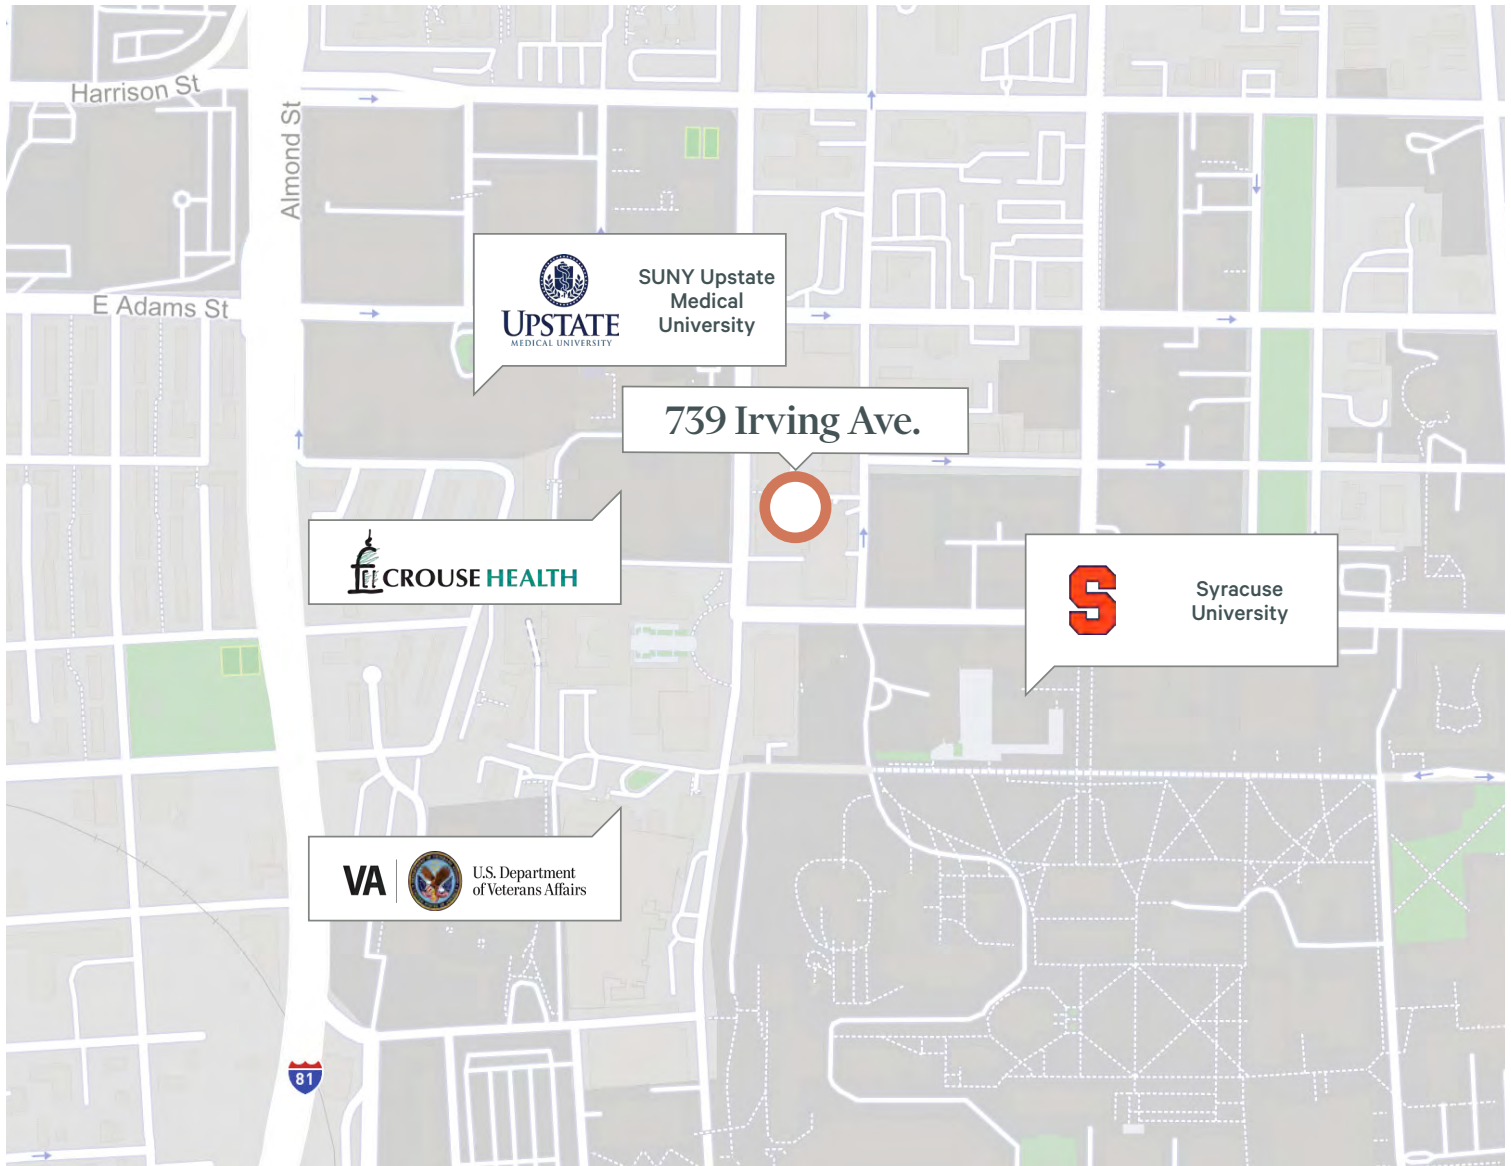 Harrison St
Almond St
E Adams St
UPSTATE
MEDICAL UNIVERSITY
SUNY Upstate
Medical
University
739 Irving Ave.
CROUSE HEALTH
S
Syracuse
University
VA
U.S. Department
of Veterans Affairs
81